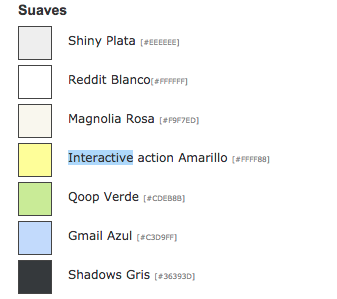 Suaves
Shiny Plata [#EEEEEE]
Reddit Blanco[#FFFFFF]
Magnolia Rosa [#F9F7ED]
Interactive action Amarillo [#FFFF88]
Qoop Verde [#CDEB8B]
Gmail Azul [#C3D9FF]
Shadows Gris [#36393D]